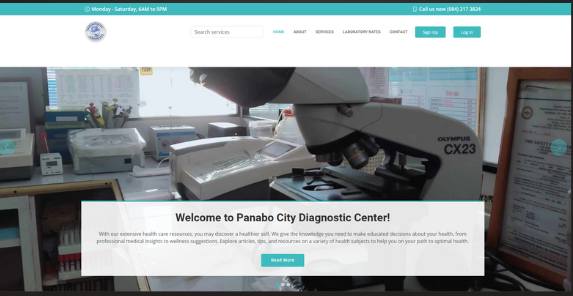 Monday - Saturday, 6AM to 5PM
Call us now (084) 217 3824
Search services
HOME
ABOUT
SERVICES
LABORATORY RATES
CONTACT
Sign Up
Log In
OLYMPUS
CX23
Welcome to Panabo City Diagnostic Center!
With our extensive health care resources, you may discover a healthier self. We give the knowledge you need to make educated decisions about your health, from
professional medical insights to wellness suggestions. Explore articles, tips, and resources on a variety of health subjects to help you on your path to optimal health.
Read More